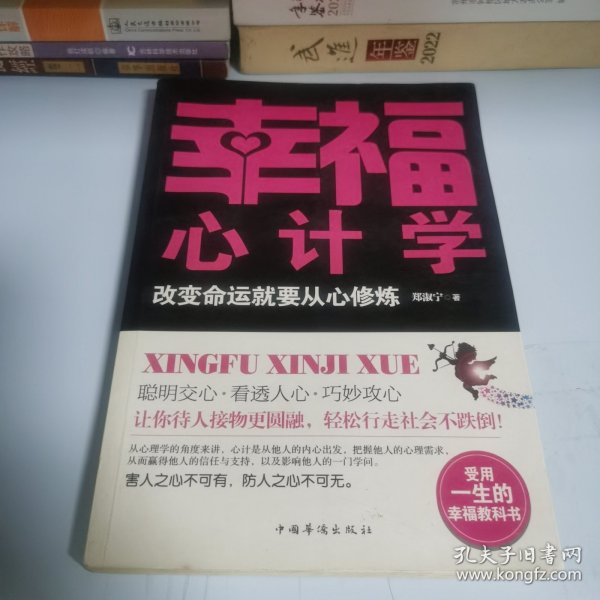 武進年鉴2022
幸福
心计学
改变命运就要从心修炼 郑淑宁 著
XINGFU XINJI XUE
聪明交心·看透人心·巧妙攻心
让你待人接物更圆融，轻松行走社会不跌倒！
从心理学的角度来讲，心计是从他人的内心出发，把握他人的心理需求，
从而赢得他人的信任与支持，以及影响他人的一门学问。
害人之心不可有，防人之心不可无。
受用
一生的
幸福教科书
中国华侨出版社
孔夫子旧书网
www.kongfz.com